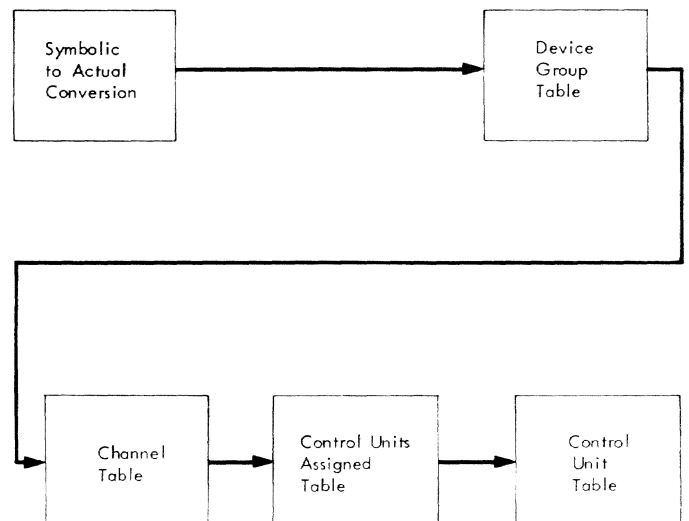 Symbolic
to Actual
Conversion
Device
Group
Table
Channel
Table
Control Units
Assigned
Table
Control
Unit
Table